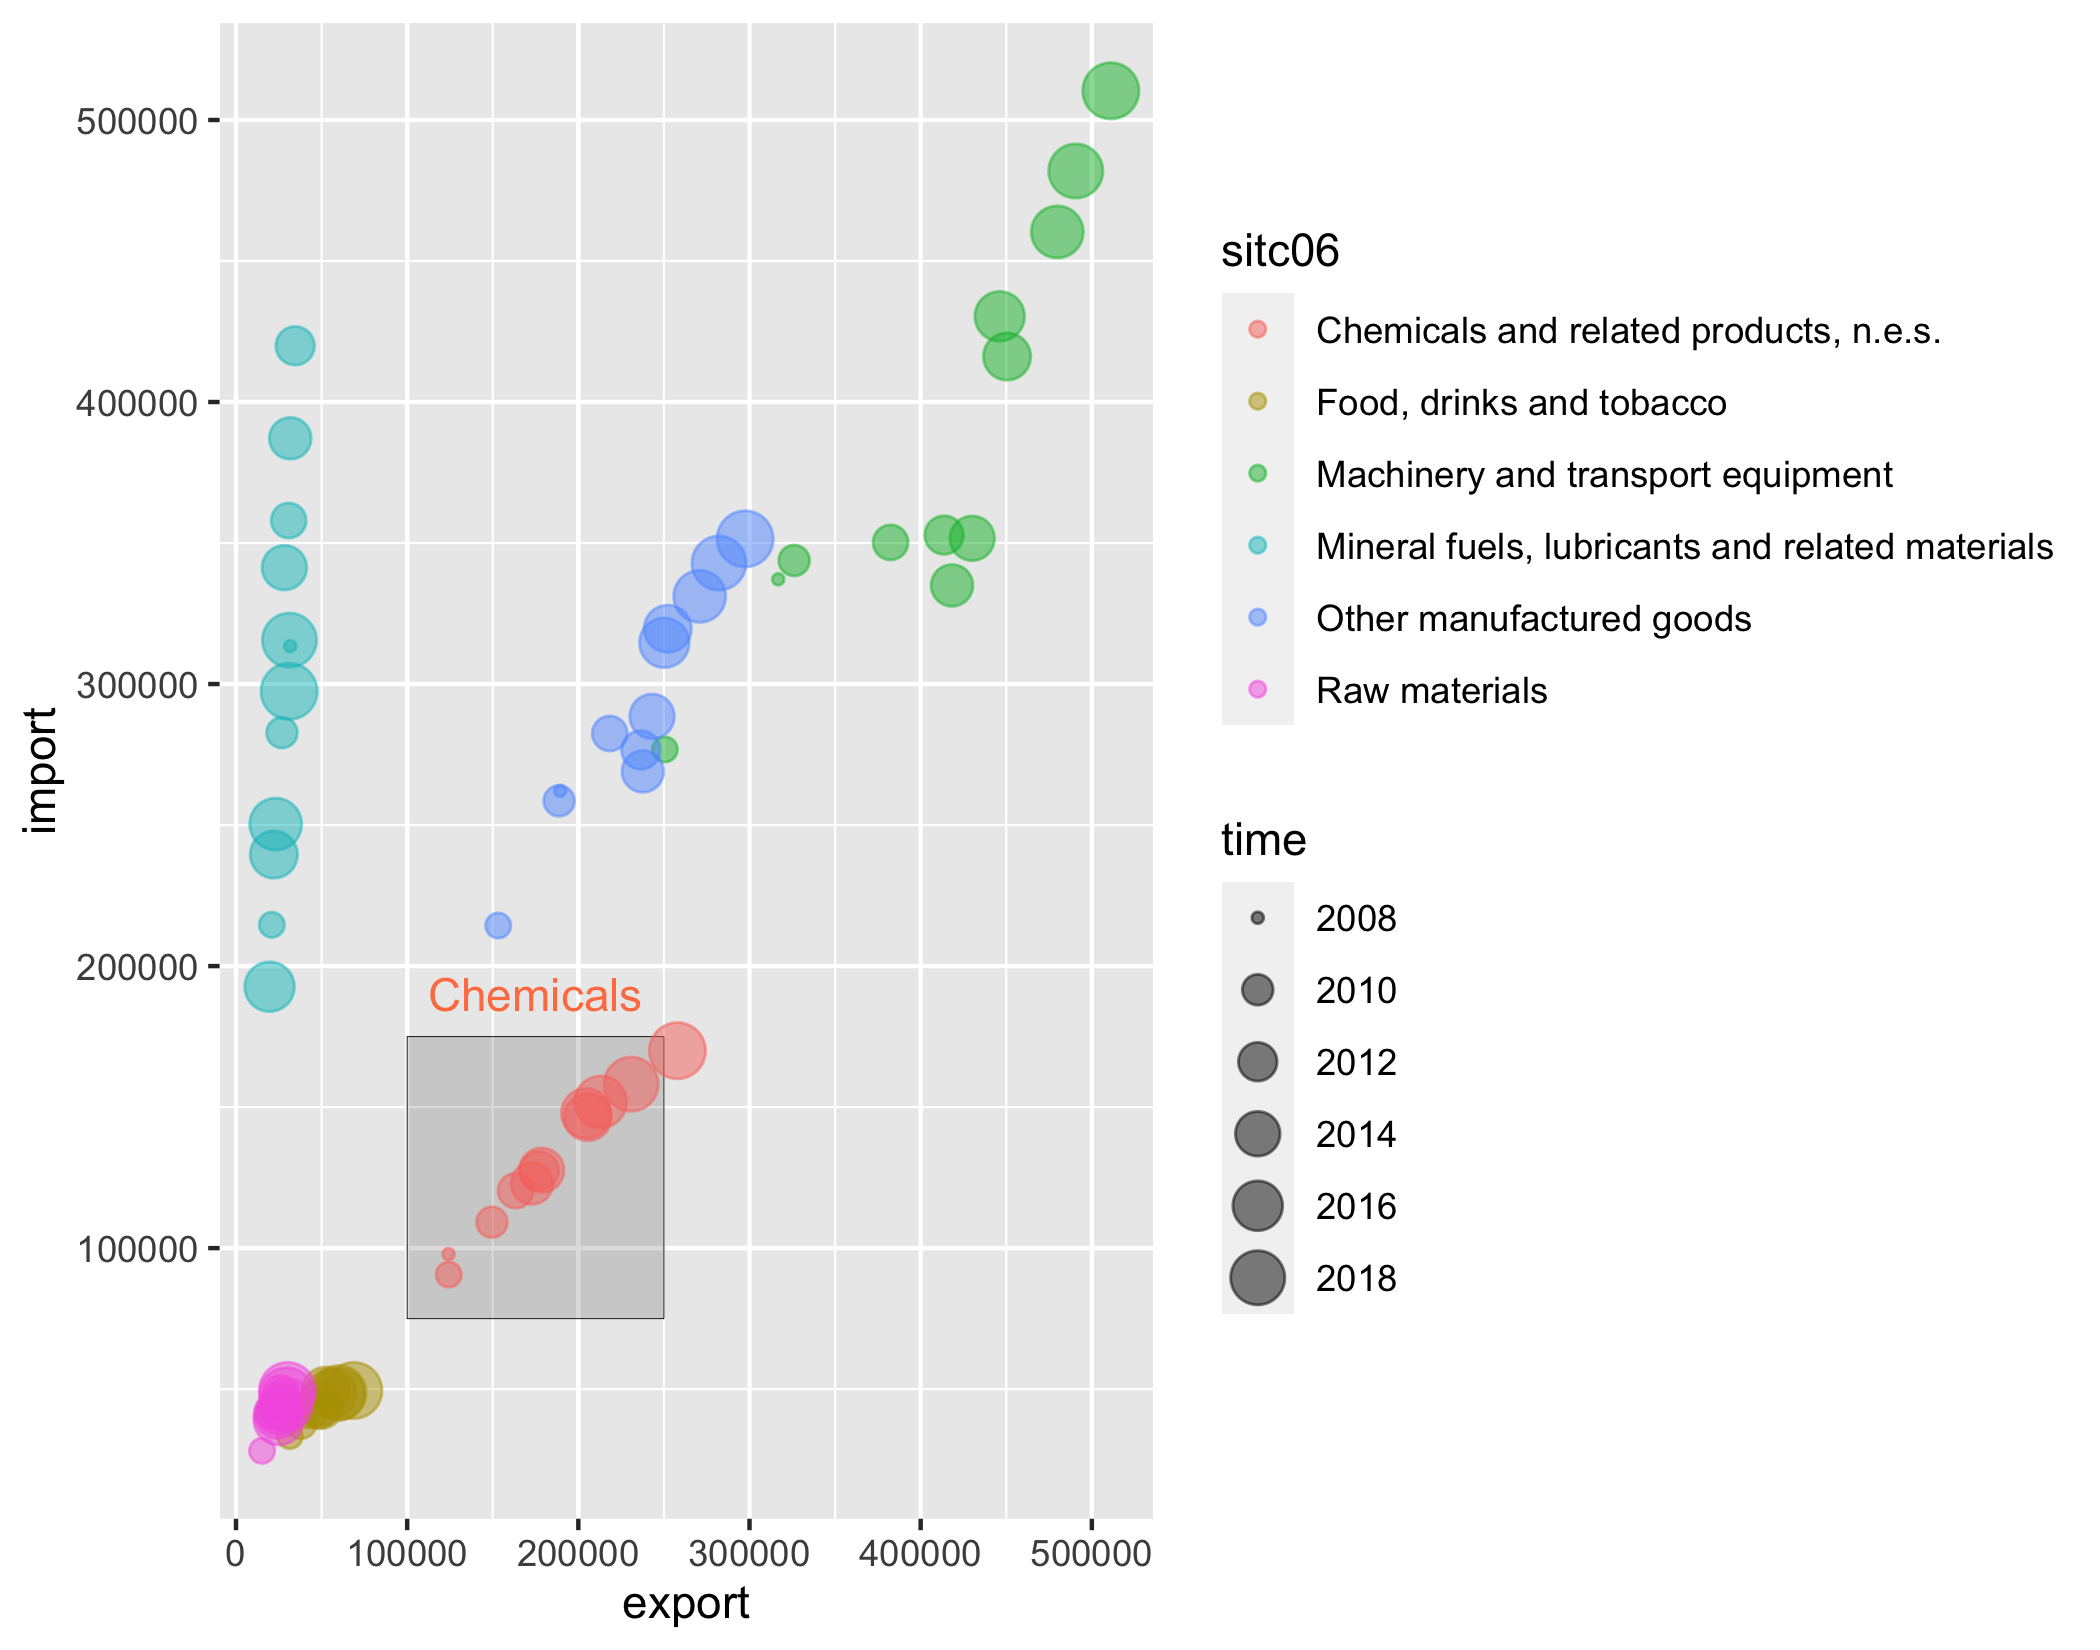 500000
400000
300000
200000
100000
import
Chemicals
0 100000 200000 300000 400000 500000
export
sitc06
Chemicals and related products, n.e.s.
Food, drinks and tobacco
Machinery and transport equipment
Mineral fuels, lubricants and related materials
Other manufactured goods
Raw materials
time
2008
2010
2012
2014
2016
2018